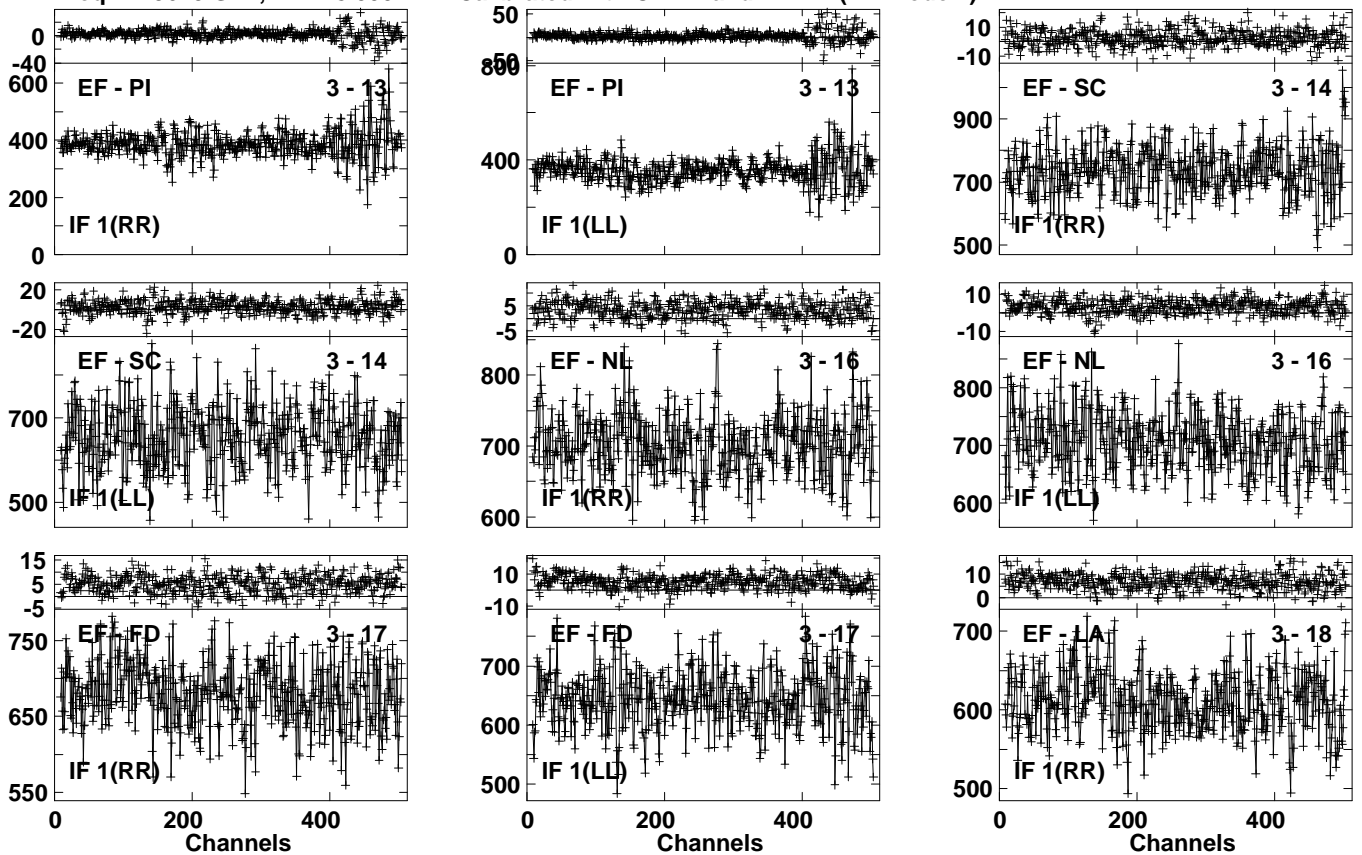 0
-40
600
400
200
0
EF - PI
3 - 13
IF 1(RR)
50
-50
800
400
0
EF - PI
3 - 13
IF 1(LL)
10
-10
900
700
500
EF - SC
3 - 14
IF 1(RR)
20
-20
700
500
EF - SC
3 - 14
IF 1(LL)
5
-5
800
700
600
EF - NL
3 - 16
IF 1(RR)
10
-10
800
700
600
EF - NL
3 - 16
IF 1(LL)
15
5
-5
750
650
550
EF - FD
3 - 17
IF 1(RR)
0 200 400
Channels
10
-10
700
600
500
EF - FD
3 - 17
IF 1(LL)
0 200 400
Channels
10
0
700
600
500
EF - LA
3 - 18
IF 1(RR)
0 200 400
Channels